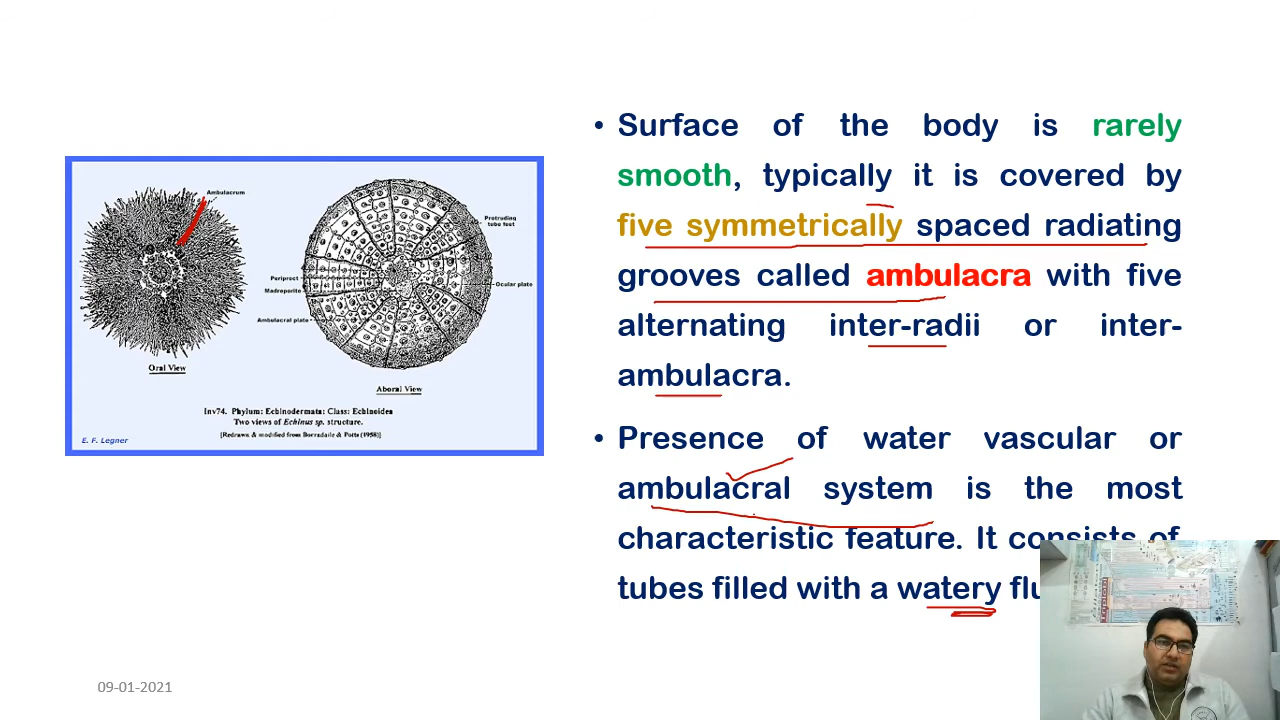 Ambulacrum
Protruding
tube feet
Periproct
Madreporite
Ocular plate
Ambulacral plate
Oral View
Aboral View
Inv74. Phylum: Echinodermata: Class: Echinoidea
Two views of Echinus sp. structure.
[Redrawn & modified from Borradaile & Potts (1958)]
E. F. Legner
• Surface of the body is rarely
smooth, typically it is covered by
five symmetrically spaced radiating
grooves called ambulacra with five
alternating inter-radii or inter-
ambulacra.
• Presence of water vascular or
ambulacral system is the most
characteristic feature. It consists of
tubes filled with a watery
09-01-2021